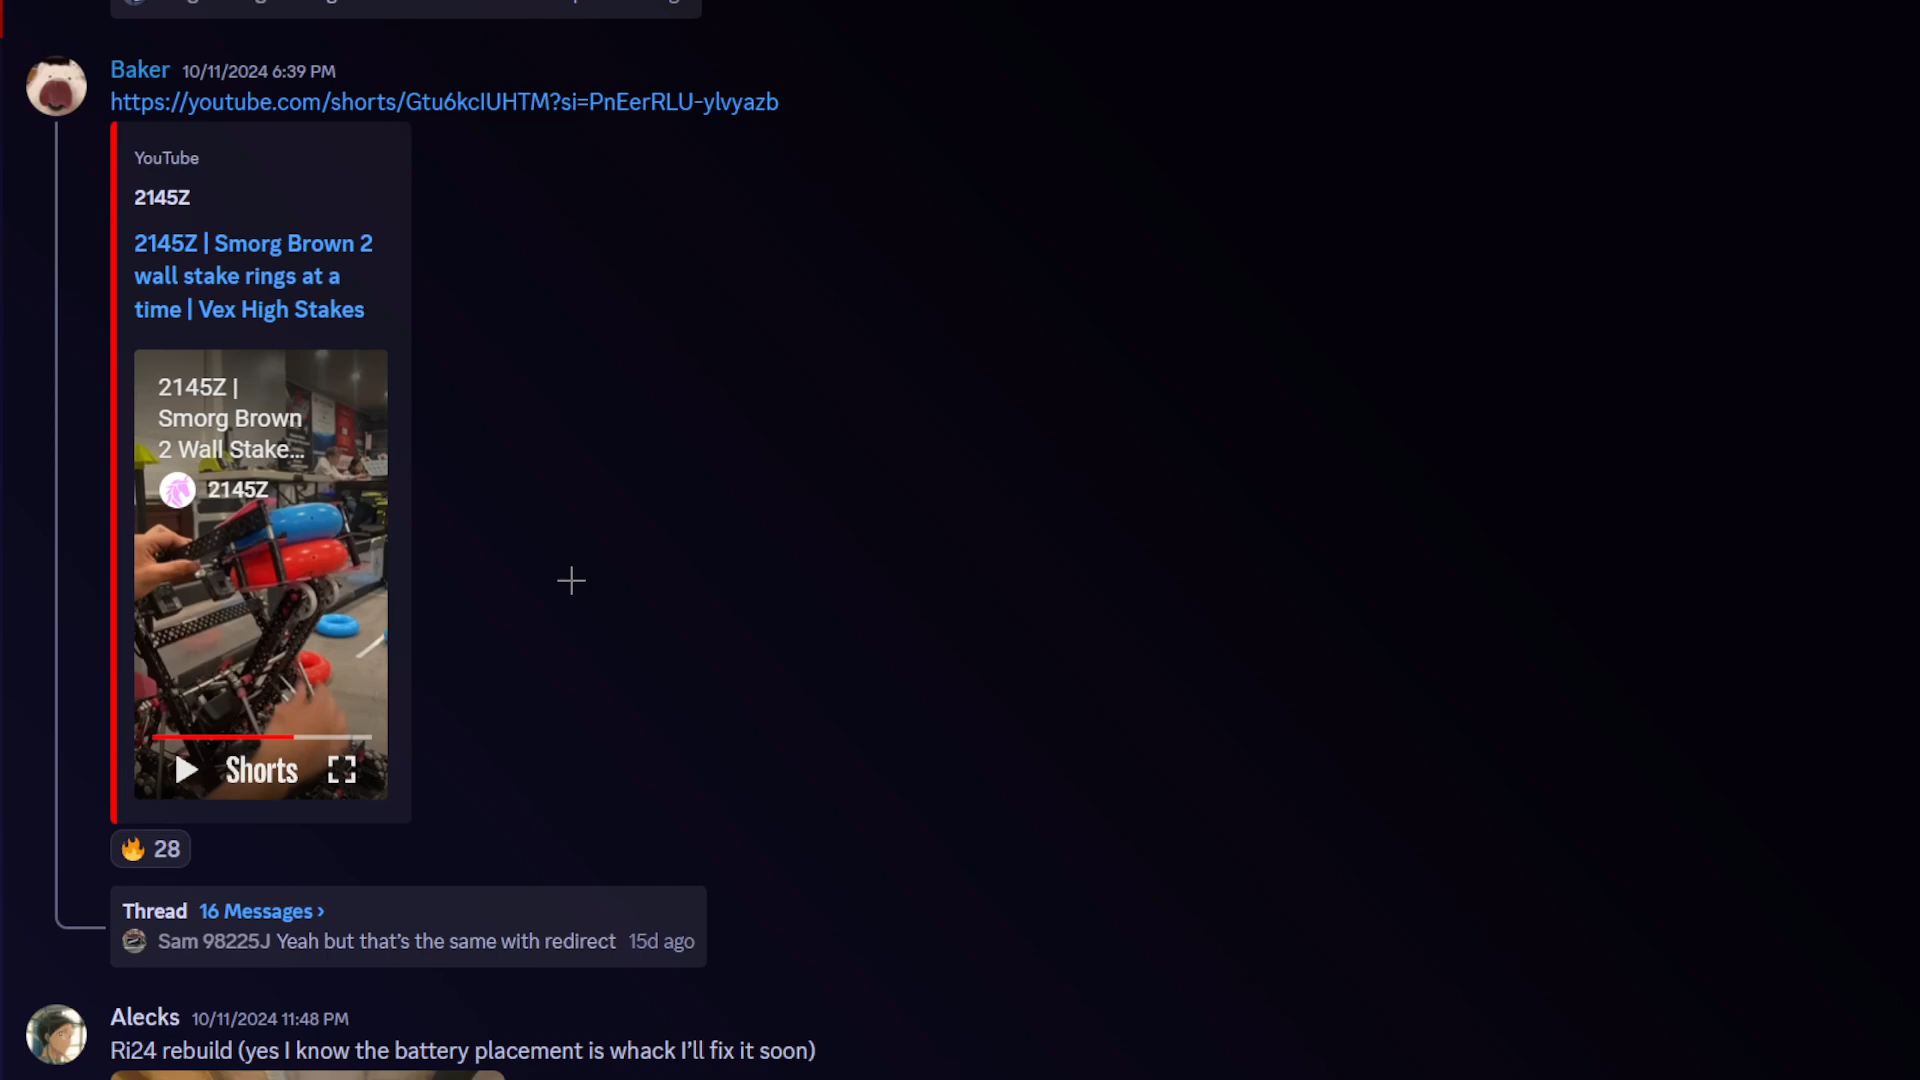 Baker 10/11/2024 6:39 PM
https://youtube.com/shorts/Gtu6kcIUHTM?si=PnEerRLU-ylvyazb
YouTube
2145Z
2145Z | Smorg Brown 2
wall stake rings at a
time | Vex High Stakes
2145Z |
Smorg Brown
2 Wall Stake...
2145Z
Shorts
28
Thread 16 Messages ›
Sam 98225J Yeah but that's the same with redirect 15d ago
Alecks 10/11/2024 11:48 PM
Ri24 rebuild (yes I know the battery placement is whack I'll fix it soon)